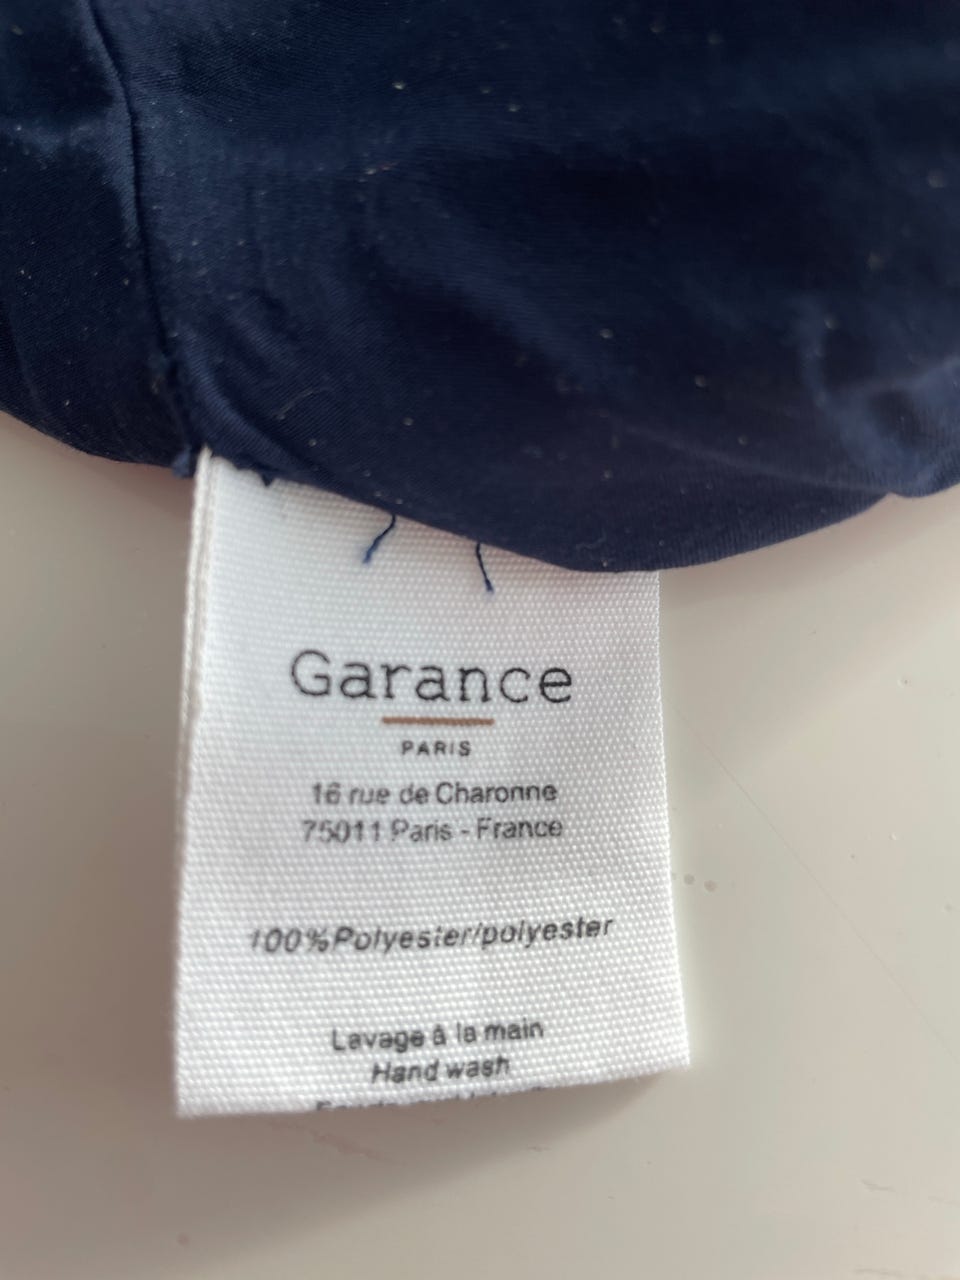 Garance
PARIS
16 rue de Charonne
75011 Paris - France
100%Polyester/polyester
Lavage à la main
Hand wash